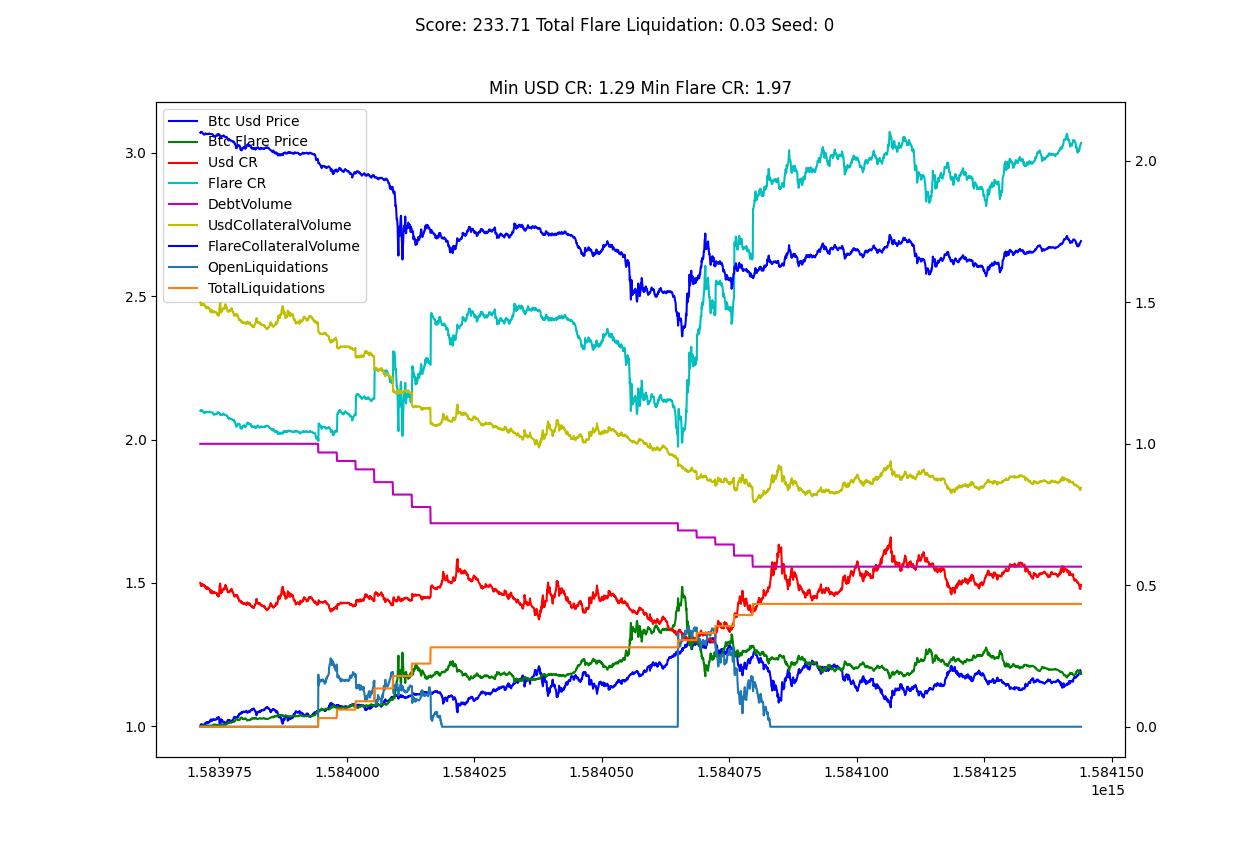 Score: 233.71 Total Flare Liquidation: 0.03 Seed: 0
Min USD CR: 1.29 Min Flare CR: 1.97
Btc Usd Price
Btc Flare Price
Usd CR
Flare CR
DebtVolume
UsdCollateralVolume
FlareCollateralVolume
OpenLiquidations
TotalLiquidations
3.0
2.5
2.0
1.5
1.0
2.0
1.5
1.0
0.5
0.0
1.583975 1.584000 1.584025 1.584050 1.584075 1.584100 1.584125 1.584150
1e15